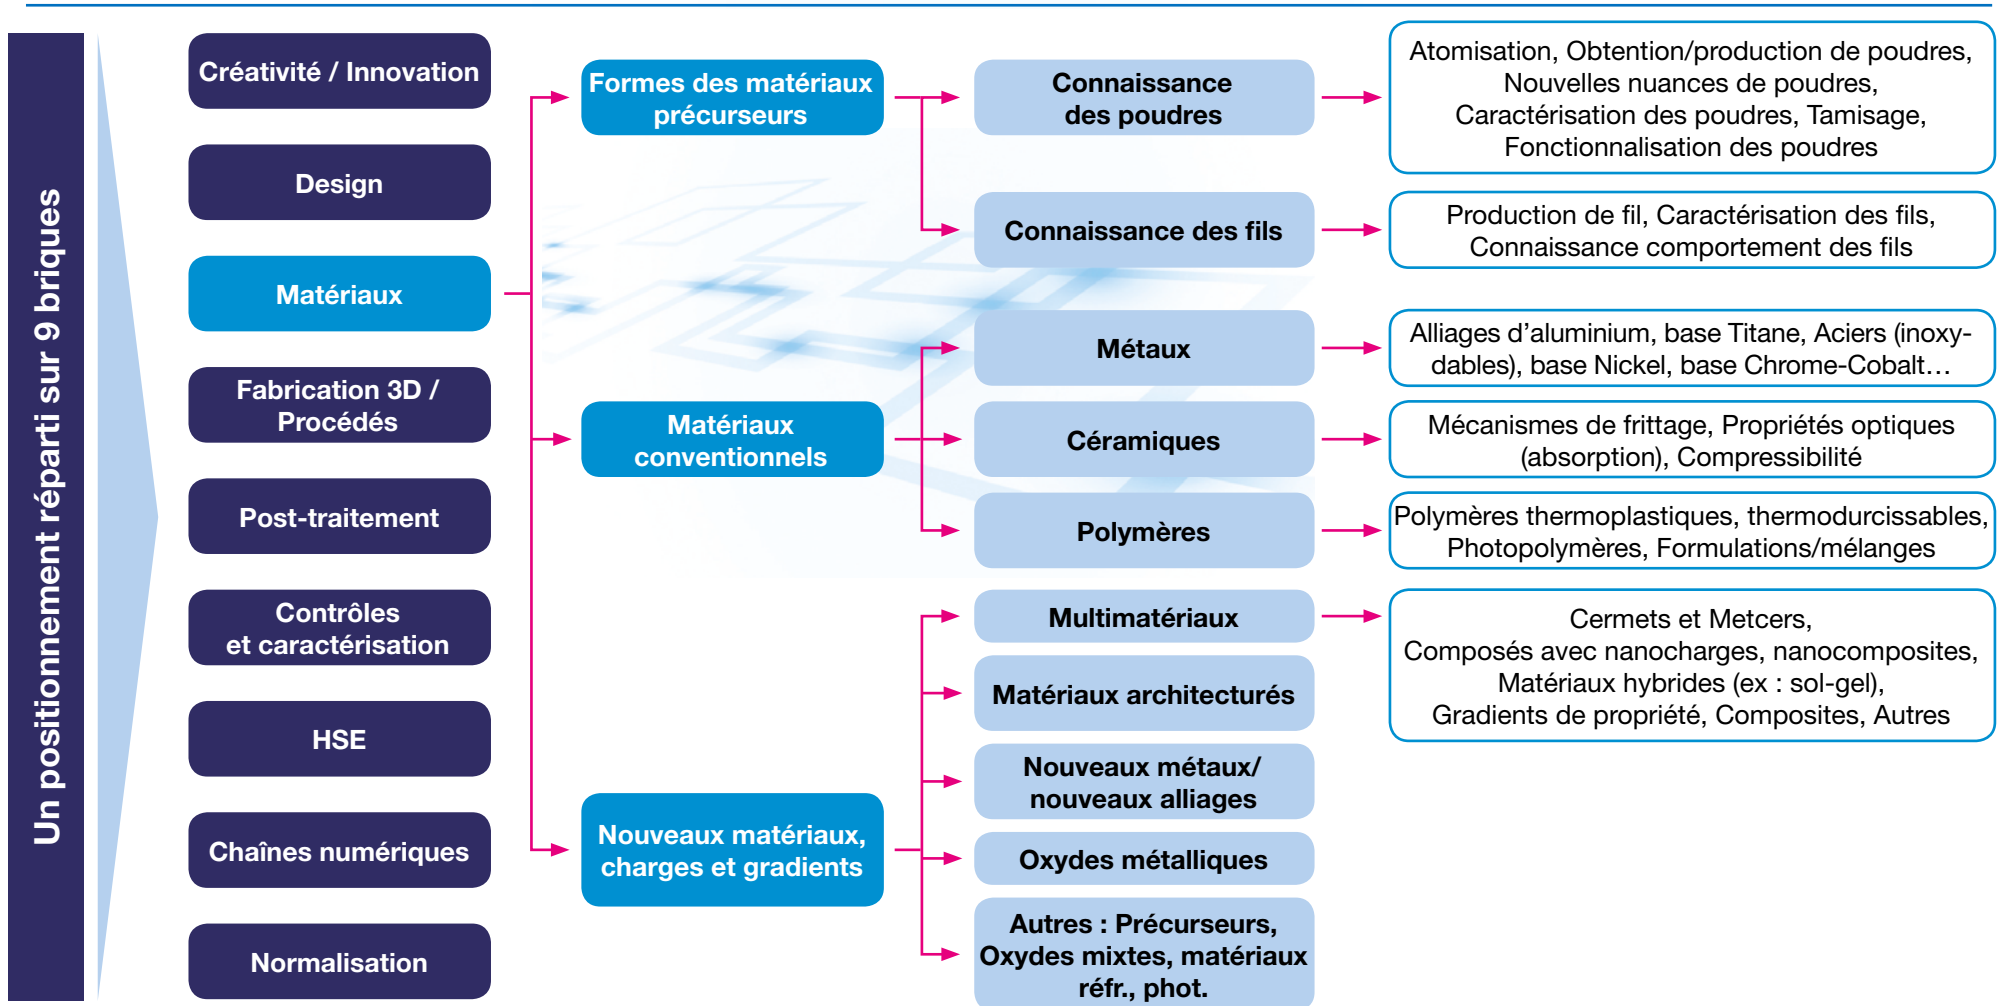 Un positionnement réparti sur 9 briques
Créativité / Innovation
Design
Matériaux
Fabrication 3D /
Procédés
Post-traitement
Contrôles
et caractérisation
HSE
Chaînes numériques
Normalisation
Formes des matériaux
précurseurs
Matériaux
conventionnels
Nouveaux matériaux,
charges et gradients
Connaissance
des poudres
Connaissance des fils
Métaux
Céramiques
Polymères
Multimatériaux
Matériaux architecturés
Nouveaux métaux/
nouveaux alliages
Oxydes métalliques
Autres : Précurseurs,
Oxydes mixtes, matériaux
réfr., phot.
Atomisation, Obtention/production de poudres,
Nouvelles nuances de poudres,
Caractérisation des poudres, Tamisage,
Fonctionnalisation des poudres
Production de fil, Caractérisation des fils,
Connaissance comportement des fils
Alliages d’aluminium, base Titane, Aciers (inoxy-
dables), base Nickel, base Chrome-Cobalt…
Mécanismes de frittage, Propriétés optiques
(absorption), Compressibilité
Polymères thermoplastiques, thermodurcissables,
Photopolymères, Formulations/mélanges
Cermets et Metcers,
Composés avec nanocharges, nanocomposites,
Matériaux hybrides (ex : sol-gel),
Gradients de propriété, Composites, Autres